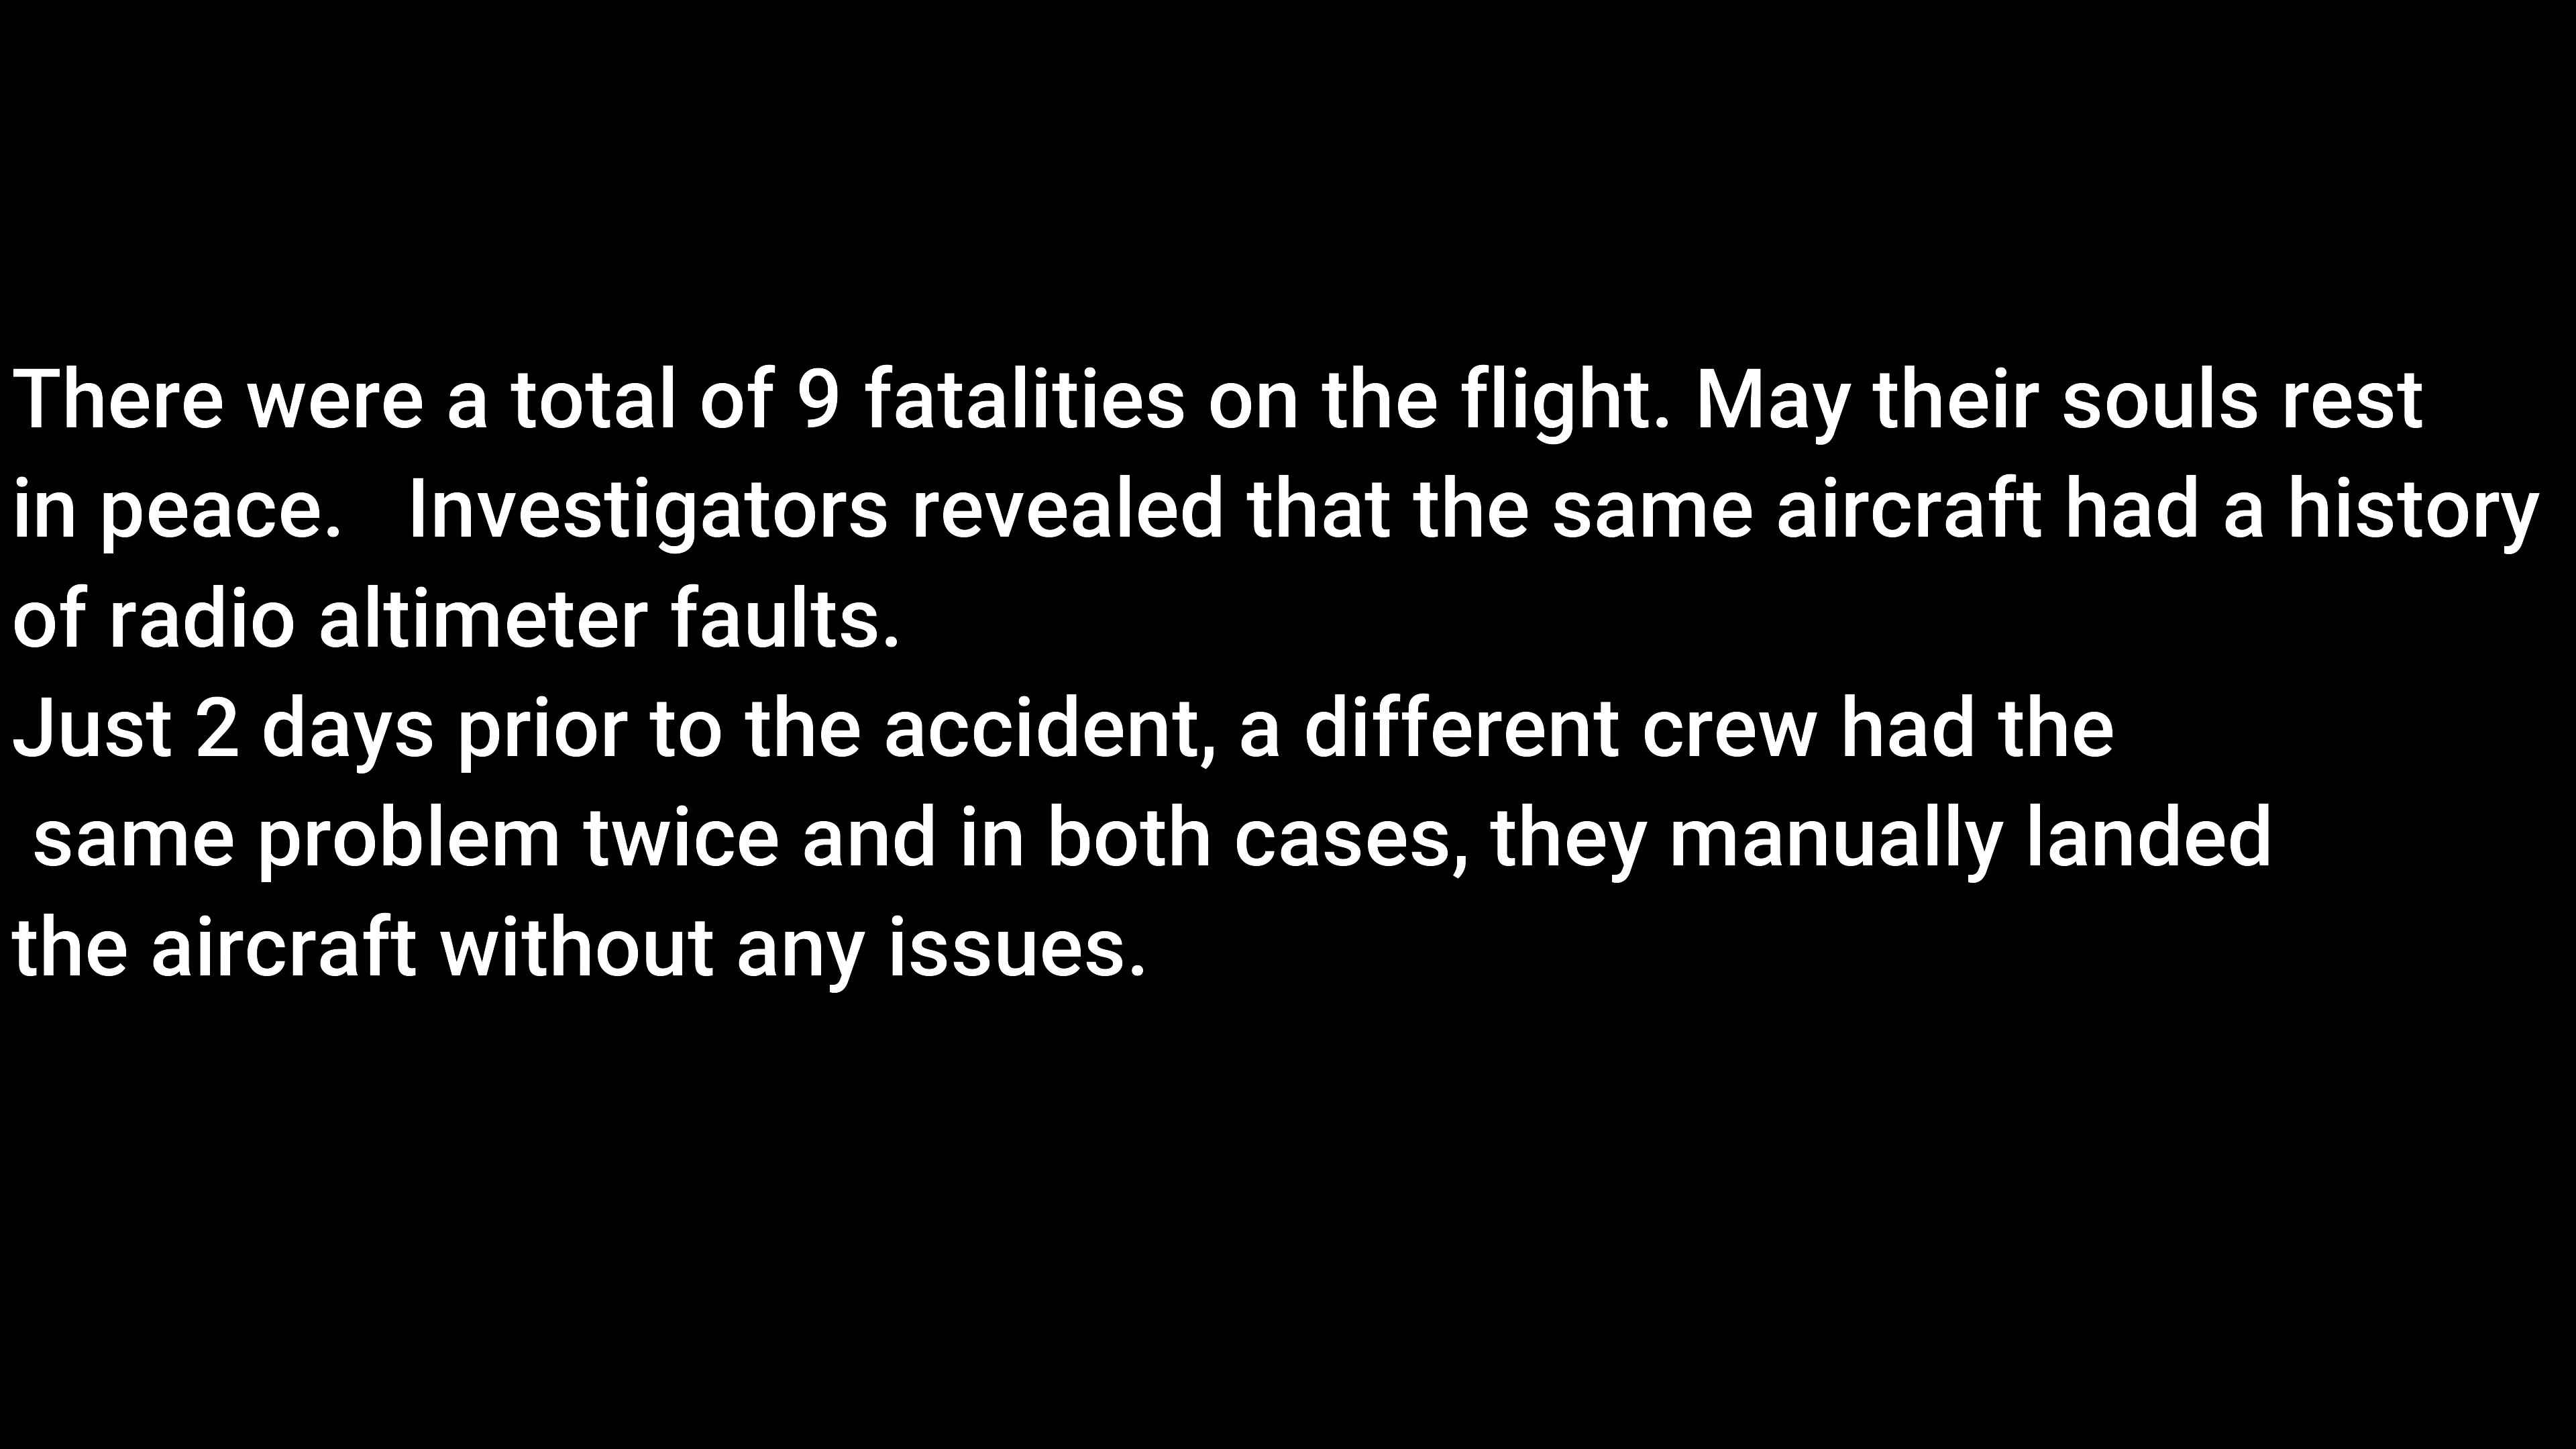 There were a total of 9 fatalities on the flight. May their souls rest
in peace.   Investigators revealed that the same aircraft had a history
of radio altimeter faults.
Just 2 days prior to the accident, a different crew had the
same problem twice and in both cases, they manually landed
the aircraft without any issues.